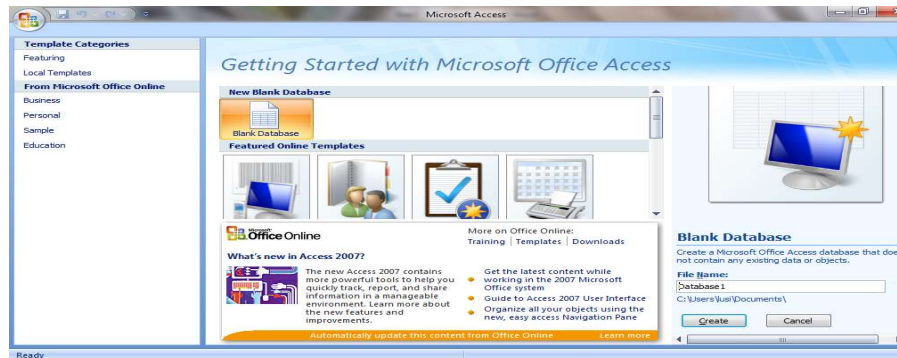 Microsoft Access
Template Categories
Featuring
Local Templates
From Microsoft Office Online
Business
Personal
Sample
Education
Getting Started with Microsoft Office Access
New Blank Database
Blank Database
Featured Online Templates
Microsoft
Office Online
More on Office Online:
Training | Templates | Downloads
What's new in Access 2007?
The new Access 2007 contains
more powerful tools to help you
quickly track, report, and share
information in a manageable
environment. Learn more about
the new features and
improvements.
Get the latest content while
working in the 2007 Microsoft
Office system
Guide to Access 2007 User Interface
Organize all your objects using the
new, easy access Navigation Pane
Automatically update this content from Office Online
Learn more
Blank Database
Create a Microsoft Office Access database that doe
not contain any existing data or objects.
File Name:
Database1
C:\Users\lusi\Documents\
Create
Cancel
Ready